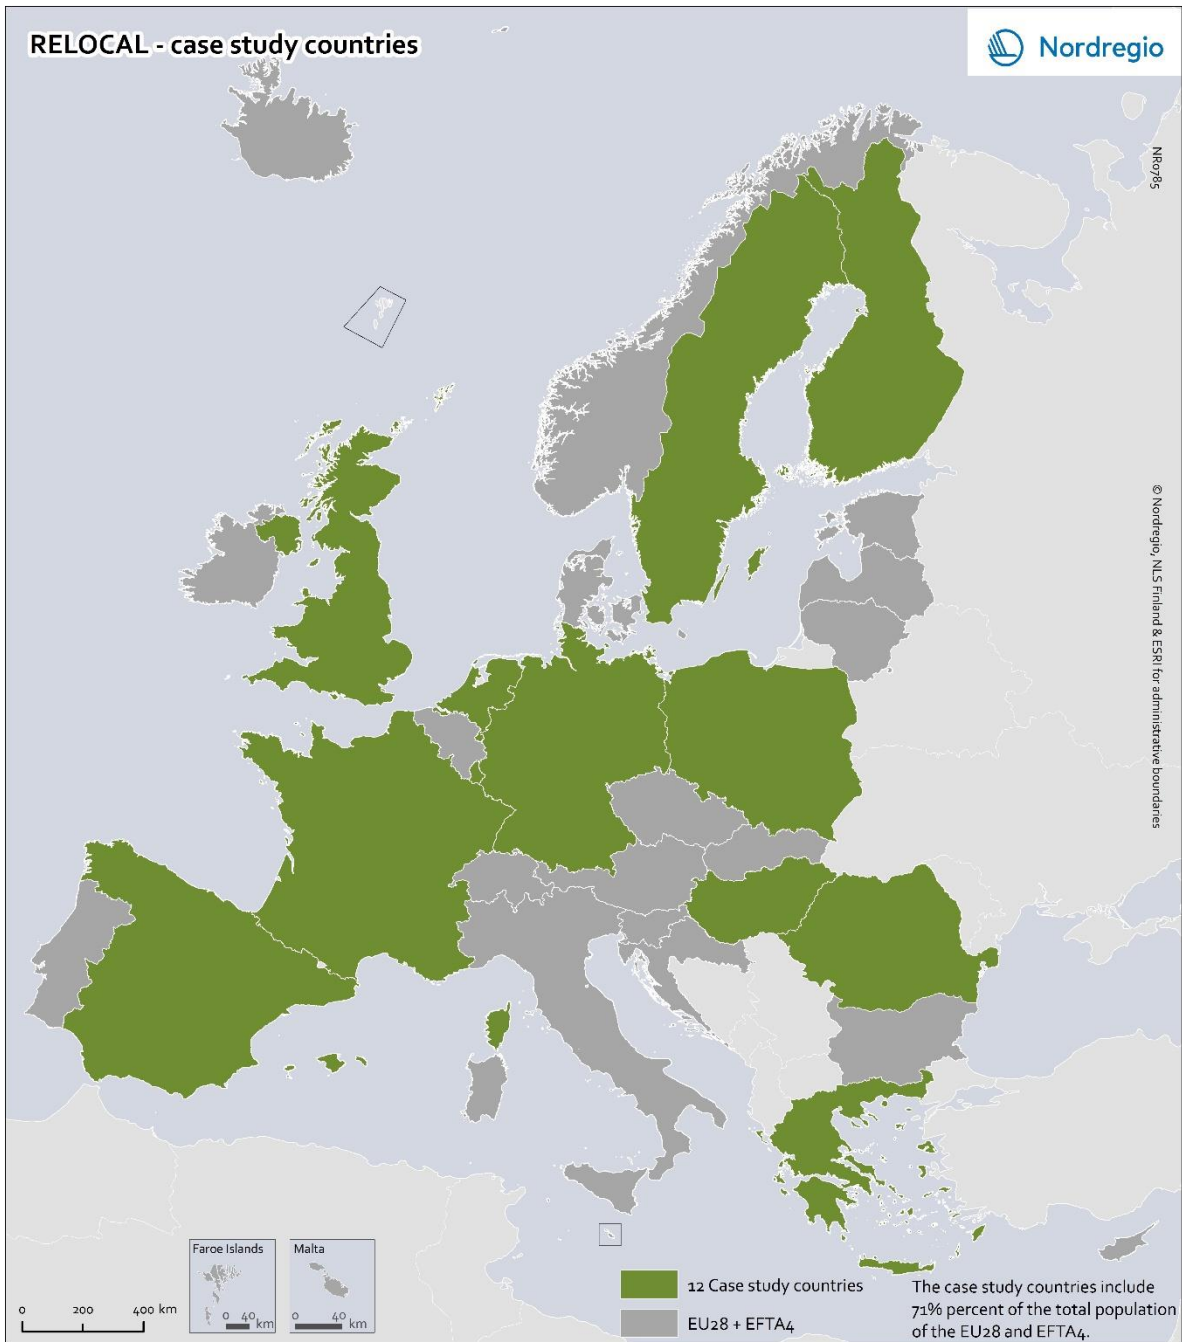 RELOCAL - case study countries
Nordregio
NR0785
© Nordregio, NLS Finland & ESRI for administrative boundaries
Faroe Islands
0 40
km
Malta
0 40
km
0 200 400 km
12 Case study countries
EU28 + EFTA4
The case study countries include
71% percent of the total population
of the EU28 and EFTA4.